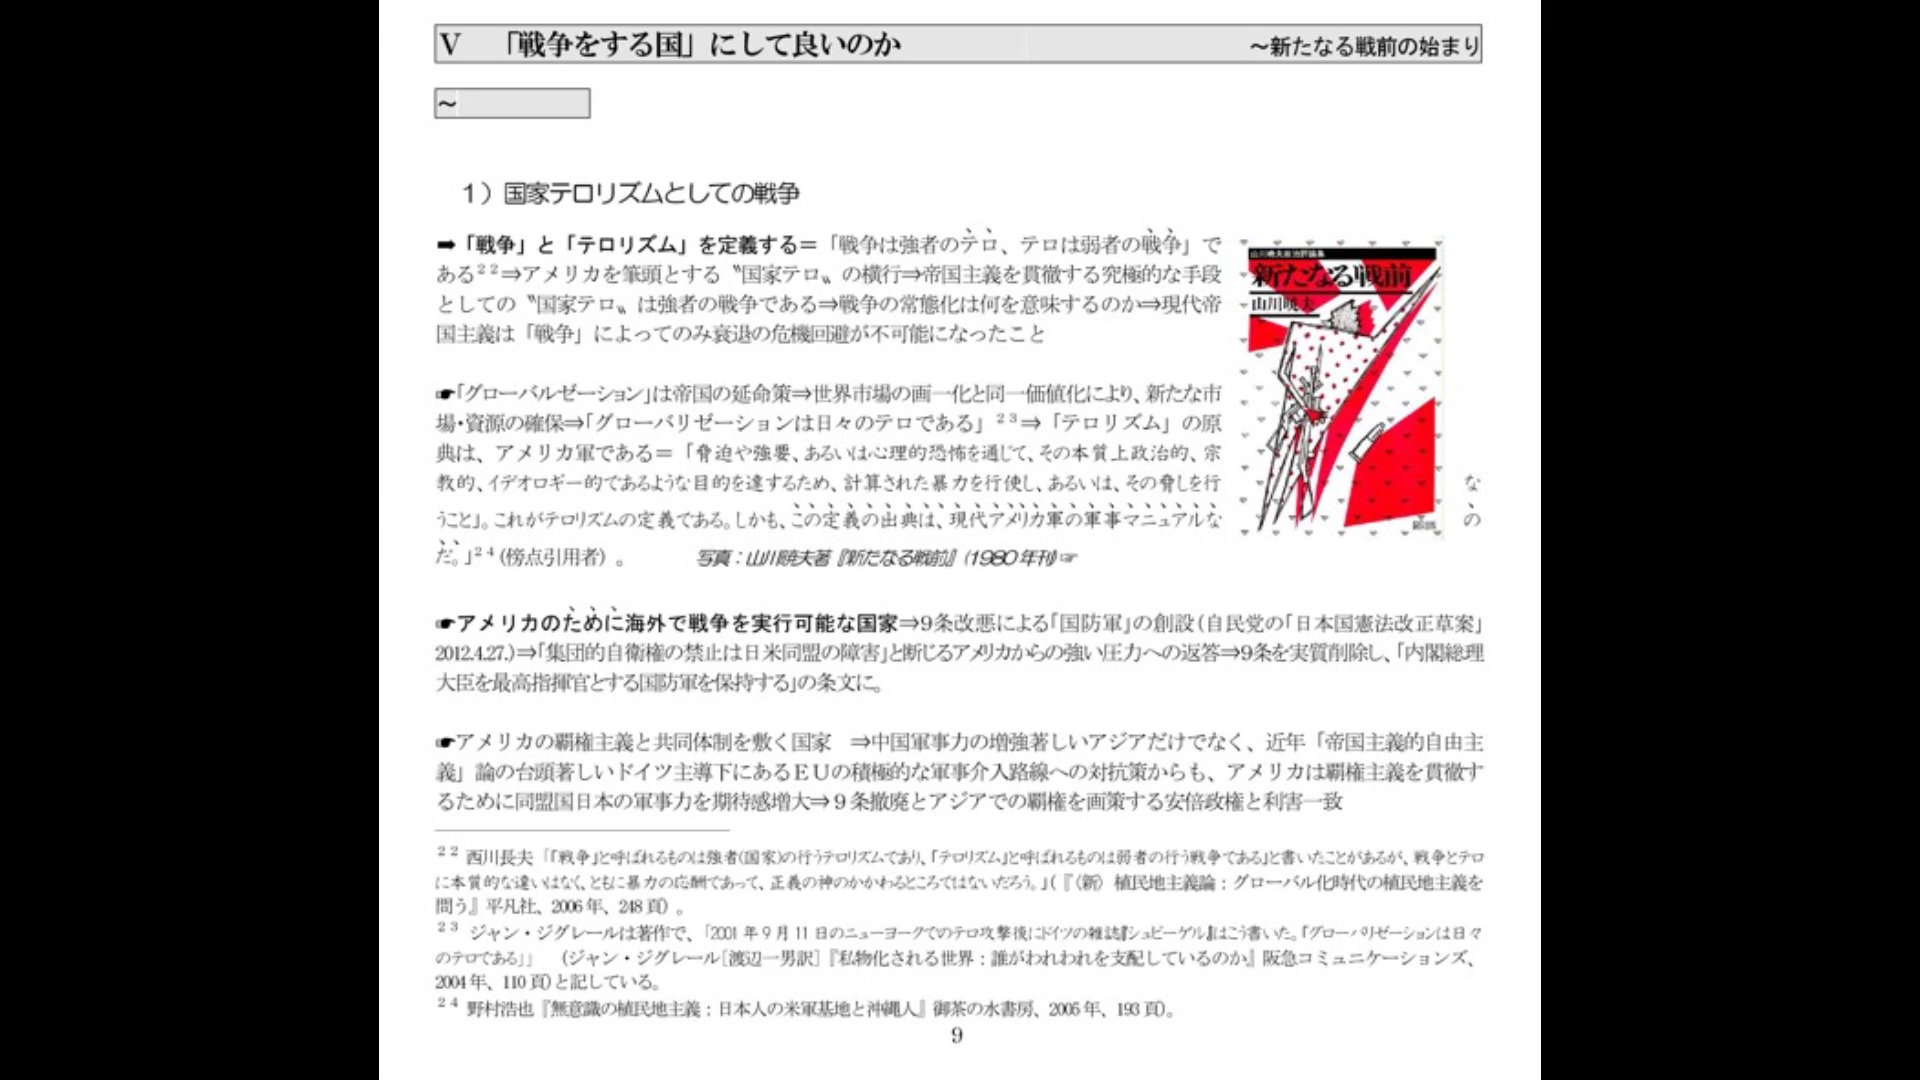 Ⅴ　「戦争をする国」にして良いのか　～新たなる戦前の始まり
～
1）国家テロリズムとしての戦争
➡「戦争」と「テロリズム」を定義する＝「戦争は強者のテロ、テロは弱者の戦争」で
ある²²⇒アメリカを筆頭とする〝国家テロ〟の横行⇒帝国主義を貫徹する究極的な手段
としての〝国家テロ〟は強者の戦争である⇒戦争の常態化は何を意味するのか⇒現代帝
国主義は「戦争」によってのみ衰退の危機回避が不可能になったこと
山川暁夫政治評論集
新たなる戦前
山川暁夫
☛「グローバルゼーション」は帝国の延命策⇒世界市場の画一化と同一価値化により、新たな市
場・資源の確保⇒「グローバリゼーションは日々のテロである」²³⇒「テロリズム」の原
典は、アメリカ軍である＝「脅迫や強要、あるいは心理的恐怖を通じて、その本質上政治的、宗
教的、イデオロギー的であるような目的を達するため、計算された暴力を行使し、あるいは、その脅しを行な
うこと」。これがテロリズムの定義である。しかも、この定義の出典は、現代アメリカ軍の軍事マニュアルなの
だ。」²⁴（傍点引用者）。　写真：山川暁夫著『新たなる戦前』（1980年刊）☞
☛アメリカのために海外で戦争を実行可能な国家⇒9条改悪による「国防軍」の創設（自民党の「日本国憲法改正草案」
2012.4.27.）⇒「集団的自衛権の禁止は日米同盟の障害」と断じるアメリカからの強い圧力への返答⇒9条を実質削除し、「内閣総理
大臣を最高指揮官とする国防軍を保持する」の条文に。
☛アメリカの覇権主義と共同体制を敷く国家　⇒中国軍事力の増強著しいアジアだけでなく、近年「帝国主義的自由主
義」論の台頭著しいドイツ主導下にあるＥＵの積極的な軍事介入路線への対抗策からも、アメリカは覇権主義を貫徹す
るために同盟国日本の軍事力を期待感増大⇒９条撤廃とアジアでの覇権を画策する安倍政権と利害一致
²² 西川長夫「「戦争」と呼ばれるものは強者（国家）の行うテロリズムであり、「テロリズム」と呼ばれるものは弱者の行う戦争である」と書いたことがあるが、戦争とテロ
に本質的な違いはなく、ともに暴力の応酬であって、正義の神のかかわるところではないだろう。」（『〈新〉植民地主義論：グローバル化時代の植民地主義を
問う』平凡社、2006年、248頁）。
²³ ジャン・ジグレールは著作で、「2001年9月11日のニューヨークでのテロ攻撃後にドイツの雑誌『シュピーゲル』はこう書いた。「グローバリゼーションは日々
のテロである」」　（ジャン・ジグレール［渡辺一男訳］『私物化される世界：誰がわれわれを支配しているのか』阪急コミュニケーションズ、
2004年、110頁）と記している。
²⁴ 野村浩也『無意識の植民地主義：日本人の米軍基地と沖縄人』御茶の水書房、2005年、193頁）。
9